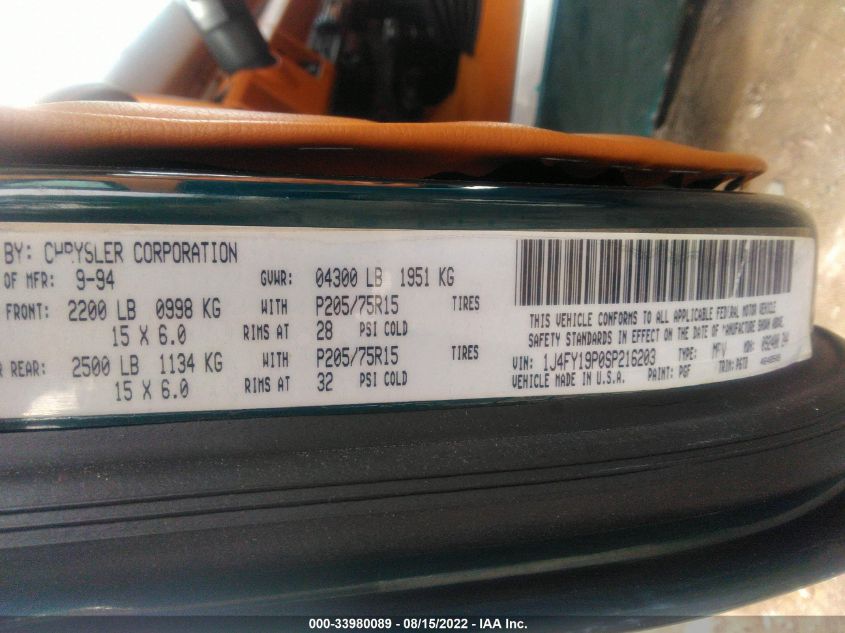 BY: CHRYSLER CORPORATION
OF MFR: 9-94 GVWR: 04300 LB 1951 KG
FRONT: 2200 LB 0998 KG WITH P205/75R15 TIRES
15 X 6.0 RIMS AT 28 PSI COLD
REAR: 2500 LB 1134 KG WITH P205/75R15 TIRES
15 X 6.0 RIMS AT 32 PSI COLD
THIS VEHICLE CONFORMS TO ALL APPLICABLE FEDERAL MOTOR VEHICLE
SAFETY STANDARDS IN EFFECT ON THE DATE OF MANUFACTURE SHOWN ABOVE.
VIN: 1J4FY19P0SP216203 TYPE: MPV MDH:
VEHICLE MADE IN U.S.A. PAINT: PGF TRIM:
000-33980089 - 08/15/2022 - IAA Inc.